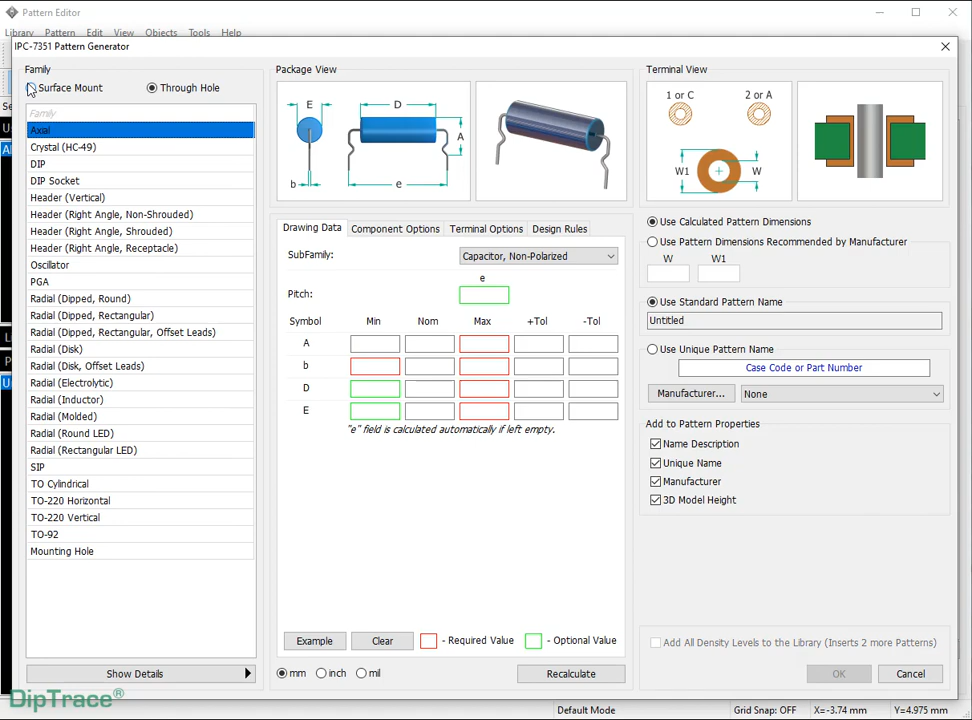 Pattern Editor
Library Pattern Edit View Objects Tools Help
IPC-7351 Pattern Generator
Family
Surface Mount Through Hole
Family
Axial
Crystal (HC-49)
DIP
DIP Socket
Header (Vertical)
Header (Right Angle, Non-Shrouded)
Header (Right Angle, Shrouded)
Header (Right Angle, Receptacle)
Oscillator
PGA
Radial (Dipped, Round)
Radial (Dipped, Rectangular)
Radial (Dipped, Rectangular, Offset Leads)
Radial (Disk)
Radial (Disk, Offset Leads)
Radial (Electrolytic)
Radial (Inductor)
Radial (Molded)
Radial (Round LED)
Radial (Rectangular LED)
SIP
TO Cylindrical
TO-220 Horizontal
TO-220 Vertical
TO-92
Mounting Hole
Show Details
Package View
E D A
b e
Drawing Data Component Options Terminal Options Design Rules
SubFamily: Capacitor, Non-Polarized
e
Pitch:
Symbol Min Nom Max +Tol -Tol
A
b
D
E
"e" field is calculated automatically if left empty.
Example Clear - Required Value - Optional Value
mm inch mil Recalculate
Terminal View
1 or C 2 or A
W1 W
Use Calculated Pattern Dimensions
Use Pattern Dimensions Recommended by Manufacturer
W W1
Use Standard Pattern Name
Untitled
Use Unique Pattern Name
Case Code or Part Number
Manufacturer... None
Add to Pattern Properties
Name Description
Unique Name
Manufacturer
3D Model Height
Add All Density Levels to the Library (Inserts 2 more Patterns)
OK Cancel
DipTrace®
Default Mode Grid Snap: OFF X=-3.74 mm Y=4.975 mm